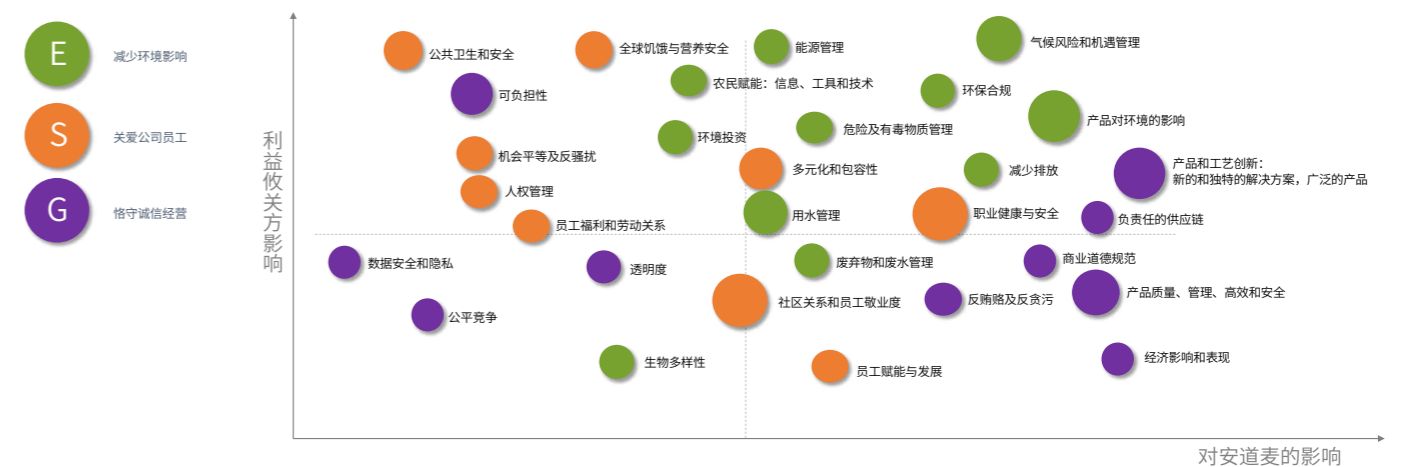 E
减少环境影响
S
关爱公司员工
G
恪守诚信经营
利益攸关方影响
公共卫生和安全
全球饥饿与营养安全
能源管理
气候风险和机遇管理
农民赋能：信息、工具和技术
可负担性
环保合规
产品对环境的影响
危险及有毒物质管理
环境投资
机会平等及反骚扰
多元化和包容性
减少排放
产品和工艺创新：
新的和独特的解决方案，广泛的产品
人权管理
用水管理
职业健康与安全
负责任的供应链
员工福利和劳动关系
数据安全和隐私
透明度
废弃物和废水管理
商业道德规范
社区关系和员工敬业度
反贿赂及反贪污
产品质量、管理、高效和安全
公平竞争
生物多样性
员工赋能与发展
经济影响和表现
对安道麦的影响